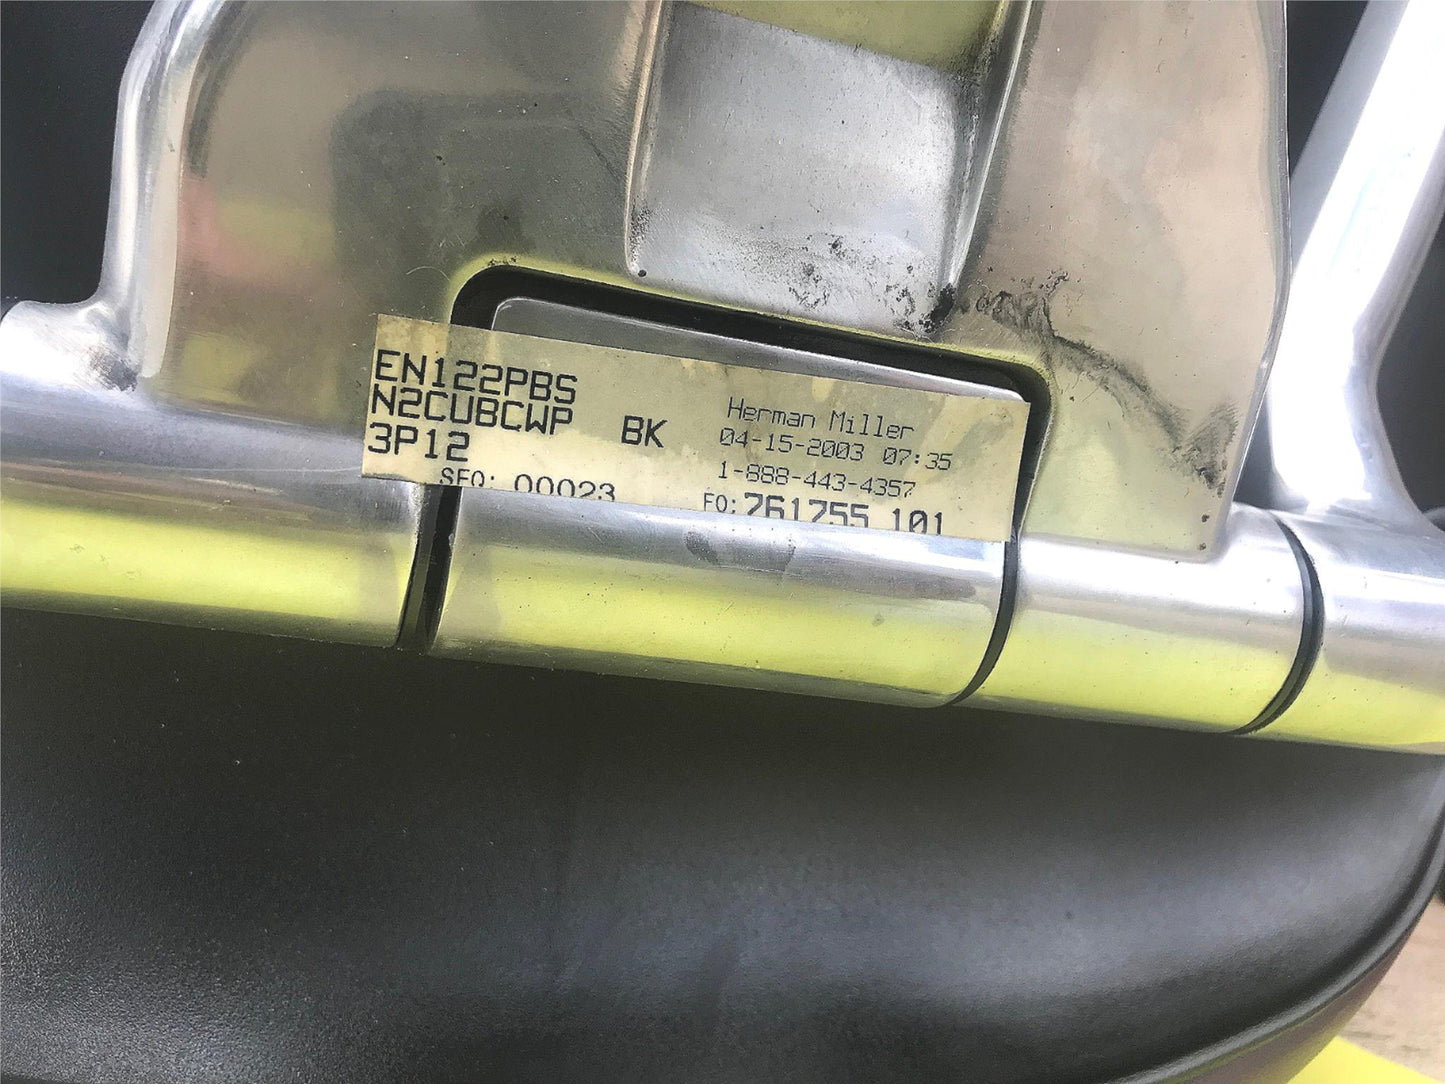 EN122PBS
N2CUBCWP BK
3P12
SEQ: 00023
Herman Miller
04-15-2003 07:35
1-888-443-4357
FO: 761755 101